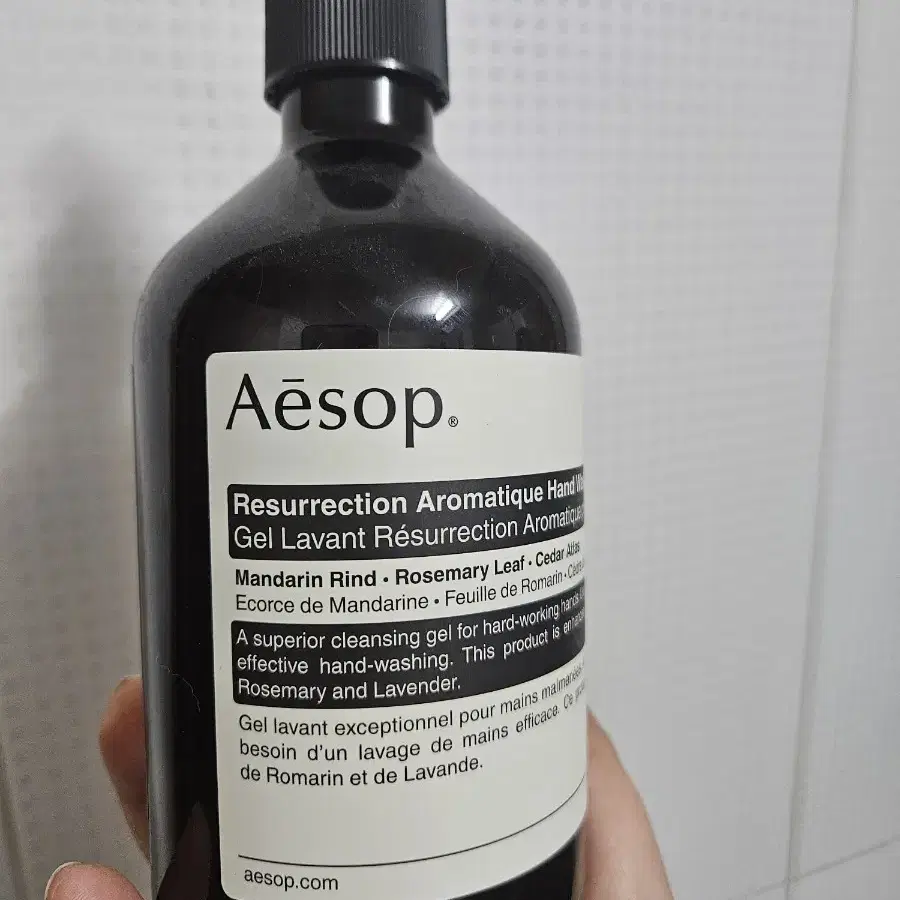 Aēsop®
Resurrection Aromatique Hand
Gel Lavant Résurrection Aromatique
Mandarin Rind • Rosemary Leaf • Cedar Atlas
Ecorce de Mandarine • Feuille de Romarin •
A superior cleansing gel for hard-working hands
effective hand-washing. This product is
Rosemary and Lavender.
Gel lavant exceptionnel pour mains malmenées
besoin d'un lavage de mains efficace. Ce
de Romarin et de Lavande.
aesop.com